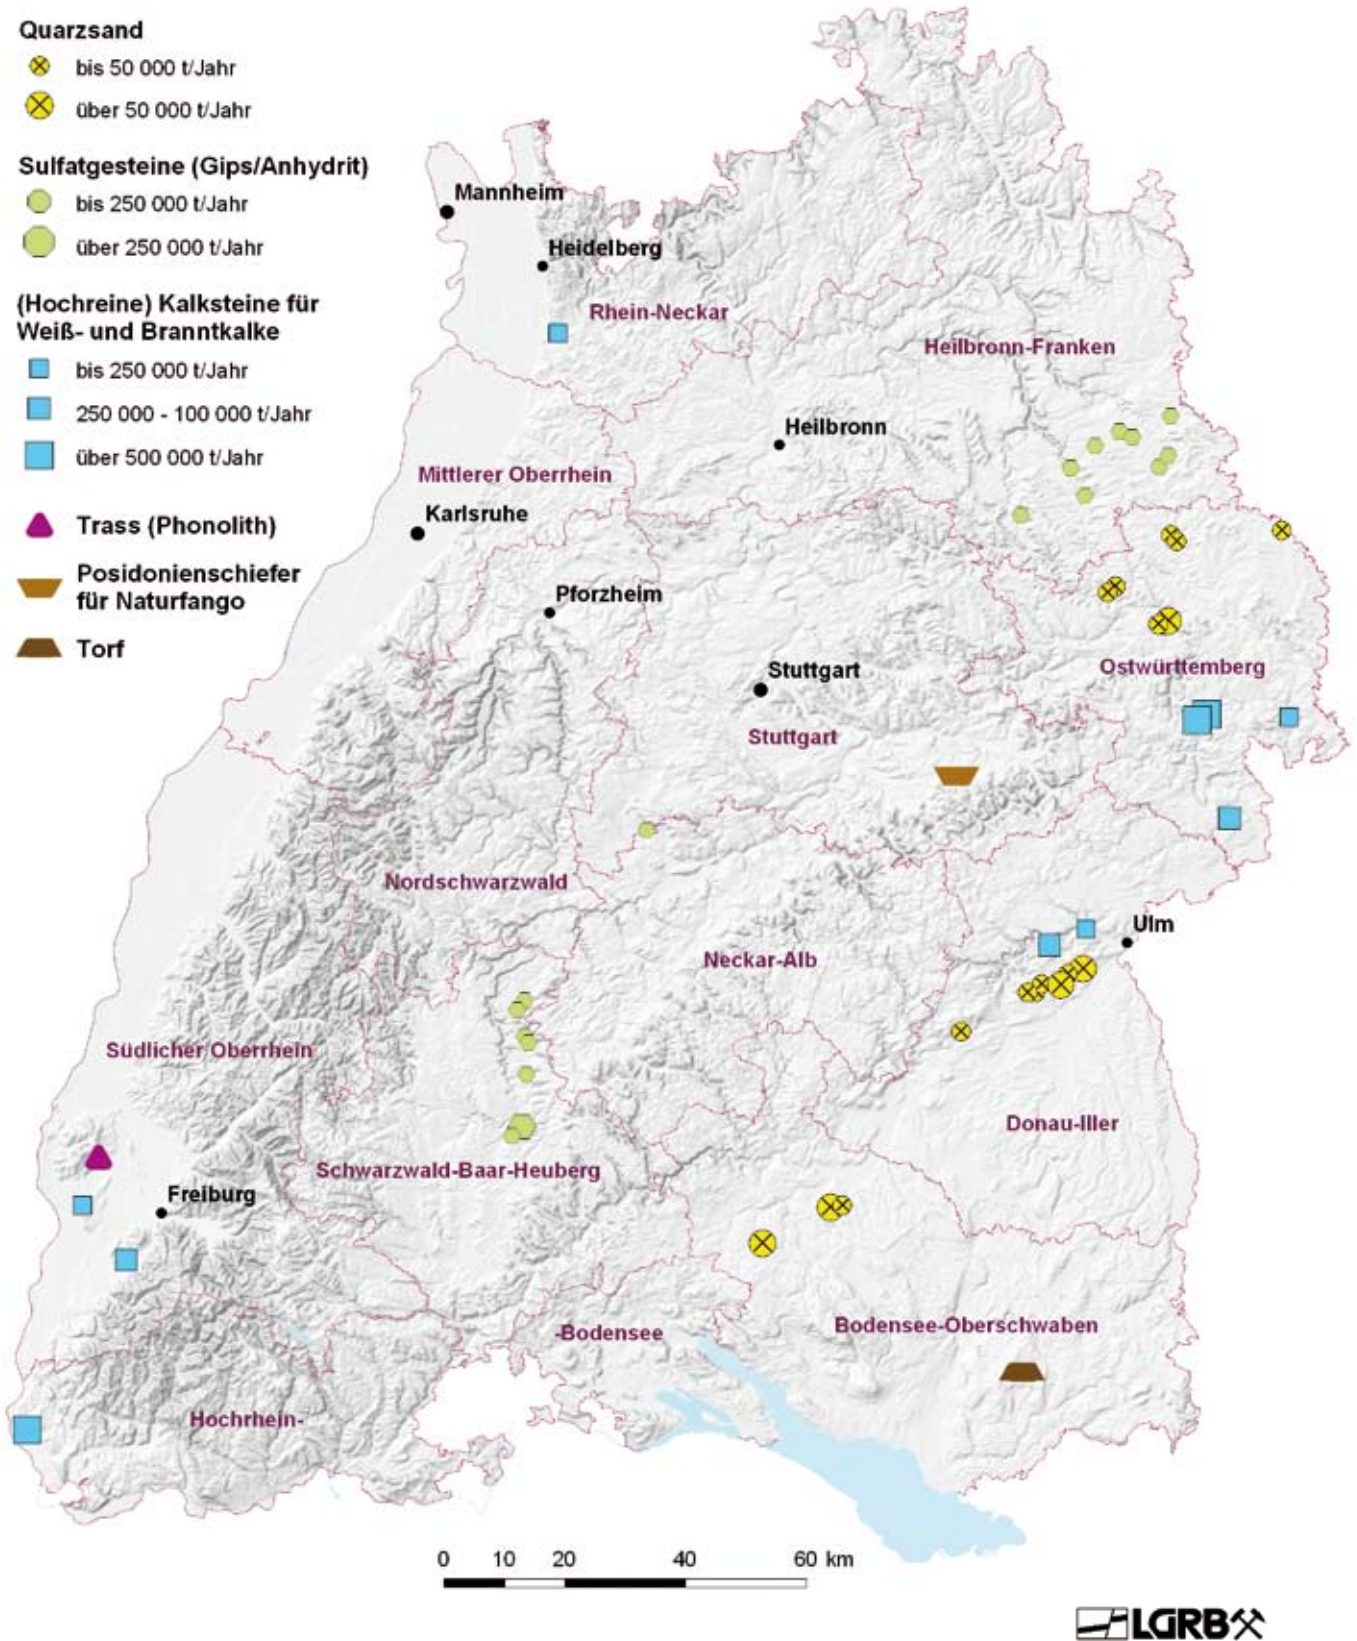 Quarzsand
bis 50 000 t/Jahr
über 50 000 t/Jahr
Sulfatgesteine (Gips/Anhydrit)
bis 250 000 t/Jahr
über 250 000 t/Jahr
(Hochreine) Kalksteine für
Weiß- und Branntkalke
bis 250 000 t/Jahr
250 000 - 100 000 t/Jahr
über 500 000 t/Jahr
Trass (Phonolith)
Posidonienschiefer
für Naturfango
Torf
Mannheim
Heidelberg
Rhein-Neckar
Heilbronn-Franken
Heilbronn
Mittlerer Oberrhein
Karlsruhe
Pforzheim
Stuttgart
Ostwürttemberg
Stuttgart
Nordschwarzwald
Ulm
Neckar-Alb
Südlicher Oberrhein
Donau-Iller
Schwarzwald-Baar-Heuberg
Freiburg
-Bodensee
Bodensee-Oberschwaben
Hochrhein-
0 10 20 40 60 km
LGRB